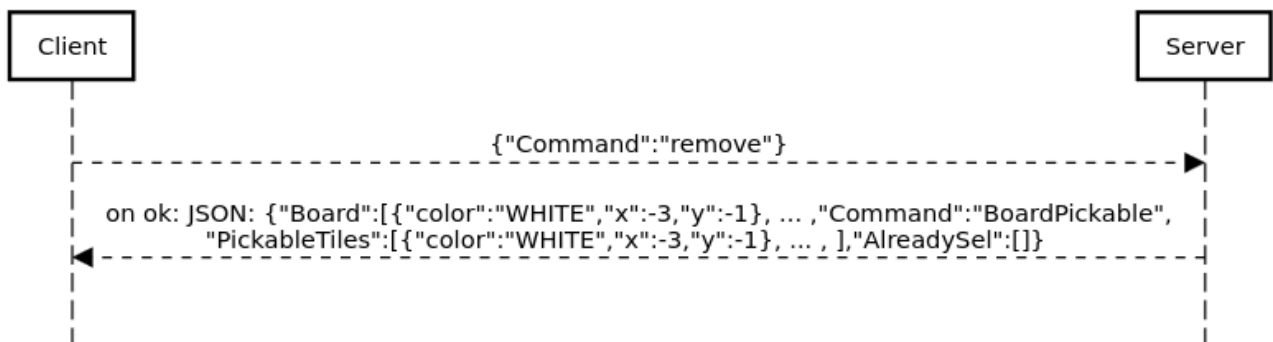 Client
Server
{"Command":"remove"}
on ok: JSON: {"Board":[{"color":"WHITE","x":-3,"y":-1}, ... ,"Command":"BoardPickable",
"PickableTiles":[{"color":"WHITE","x":-3,"y":-1}, ... , ],"AlreadySel":[]}